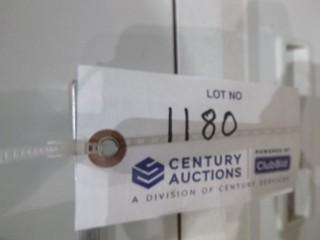 LOT NO
1180
CENTURY
AUCTIONS
POWERED BY
ClubBid
A DIVISION OF CENTURY SERVICES